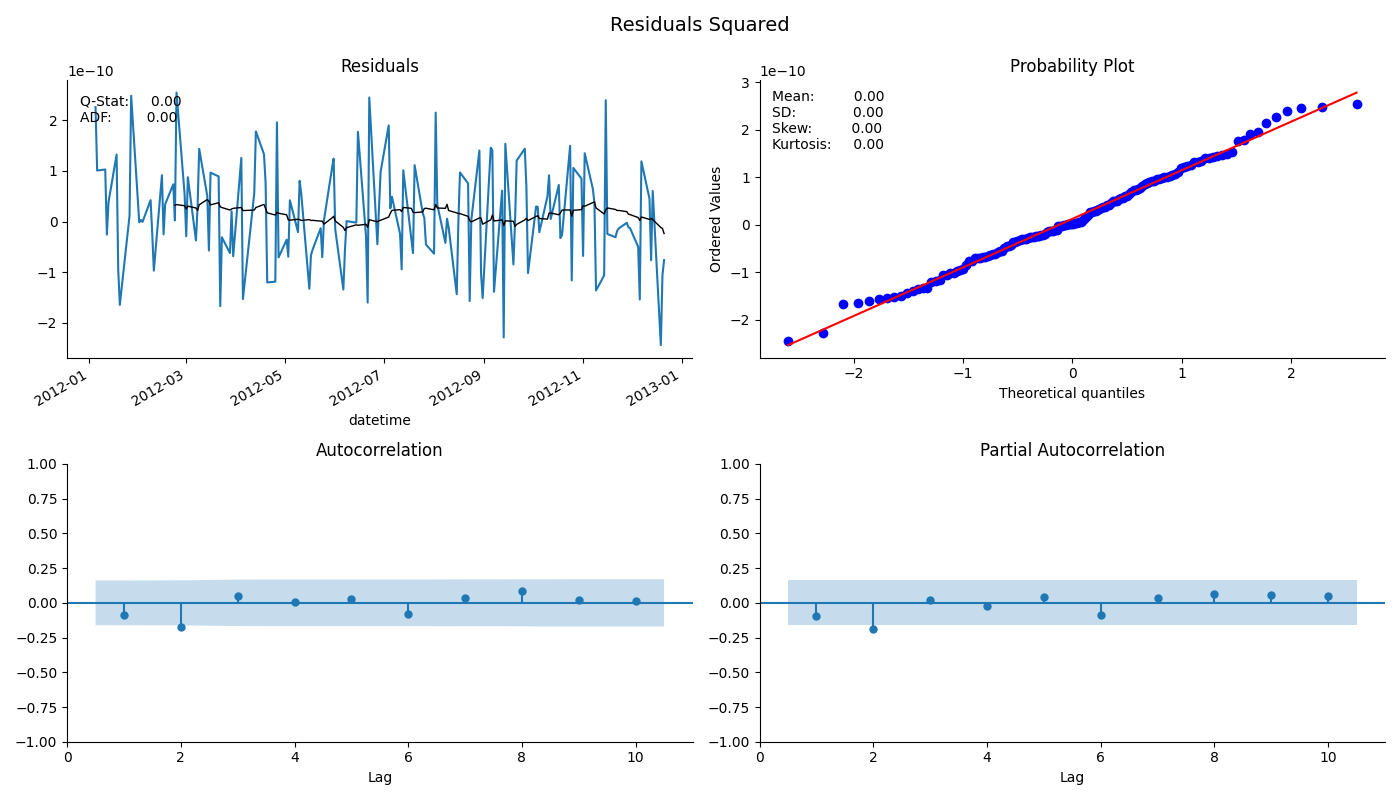 Residuals Squared
Residuals
1e−10
Q-Stat: 0.00
ADF: 0.00
2
1
0
−1
−2
2012-01
2012-03
2012-05
2012-07
2012-09
2012-11
2013-01
datetime
Probability Plot
1e−10
Mean: 0.00
SD: 0.00
Skew: 0.00
Kurtosis: 0.00
Ordered Values
3
2
1
0
−1
−2
−2
−1
0
1
2
Theoretical quantiles
Autocorrelation
1.00
0.75
0.50
0.25
0.00
−0.25
−0.50
−0.75
−1.00
0
2
4
6
8
10
Lag
Partial Autocorrelation
1.00
0.75
0.50
0.25
0.00
−0.25
−0.50
−0.75
−1.00
0
2
4
6
8
10
Lag